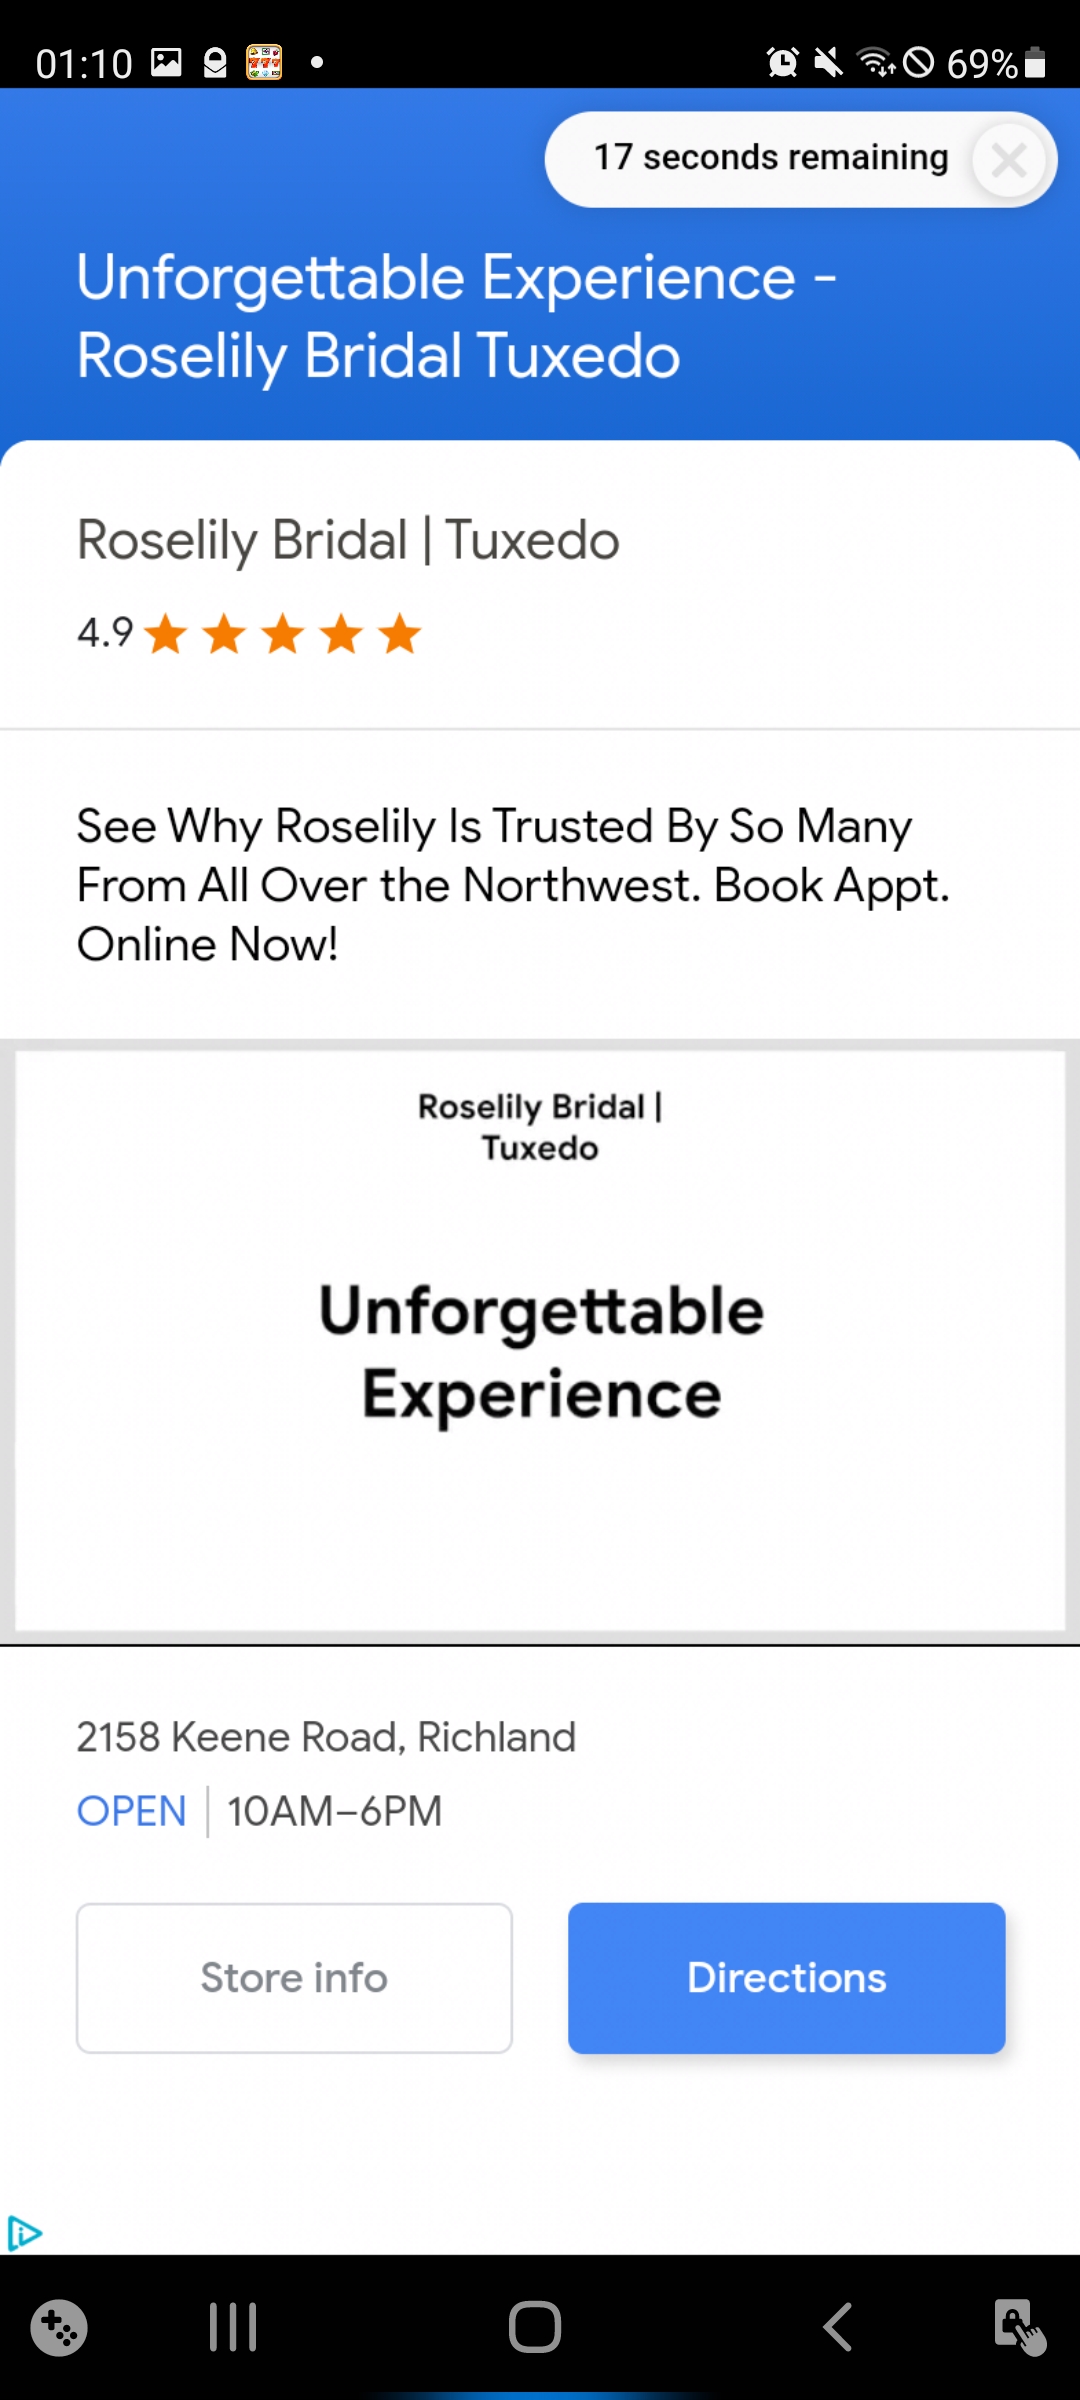 01:10
777
69%
17 seconds remaining
Unforgettable Experience -
Roselily Bridal Tuxedo
Roselily Bridal | Tuxedo
4.9
See Why Roselily Is Trusted By So Many
From All Over the Northwest. Book Appt.
Online Now!
Roselily Bridal |
Tuxedo
Unforgettable
Experience
2158 Keene Road, Richland
OPEN | 10AM–6PM
Store info
Directions